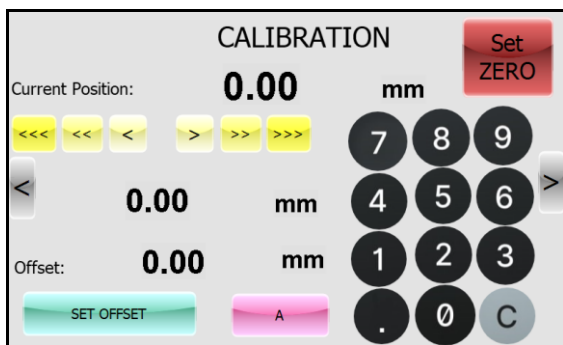 CALIBRATION
Set
ZERO
Current Position: 0.00 mm
<<< << < > >> >>>
7 8 9
< 0.00 mm
4 5 6 >
Offset: 0.00 mm
1 2 3
SET OFFSET A
. 0 C